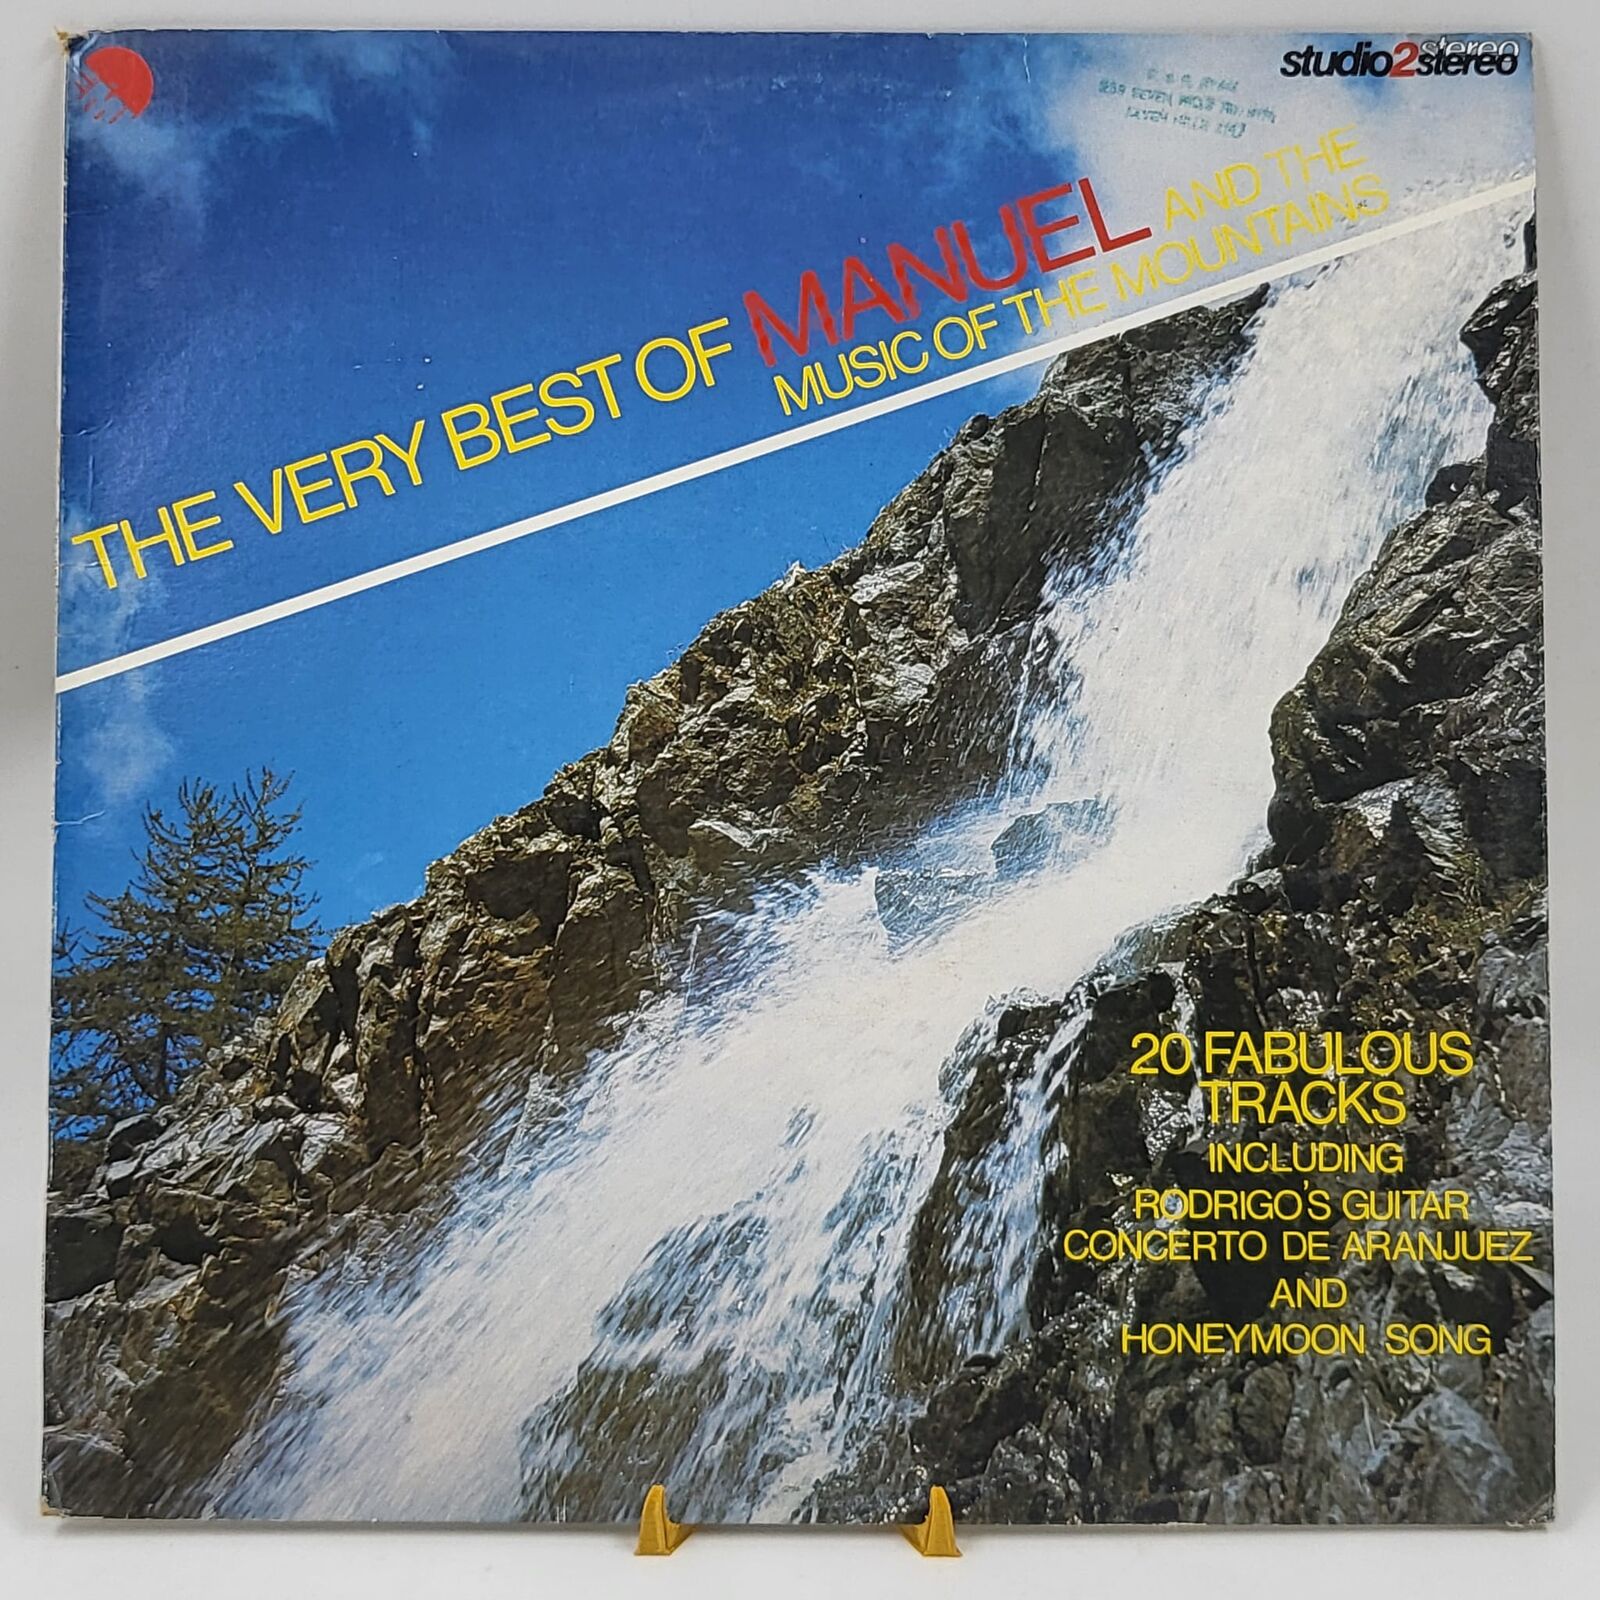 studio2stereo
THE VERY BEST OF MANUEL AND THE
MUSIC OF THE MOUNTAINS
20 FABULOUS
TRACKS
INCLUDING
RODRIGO'S GUITAR
CONCERTO DE ARANJUEZ
AND
HONEYMOON SONG